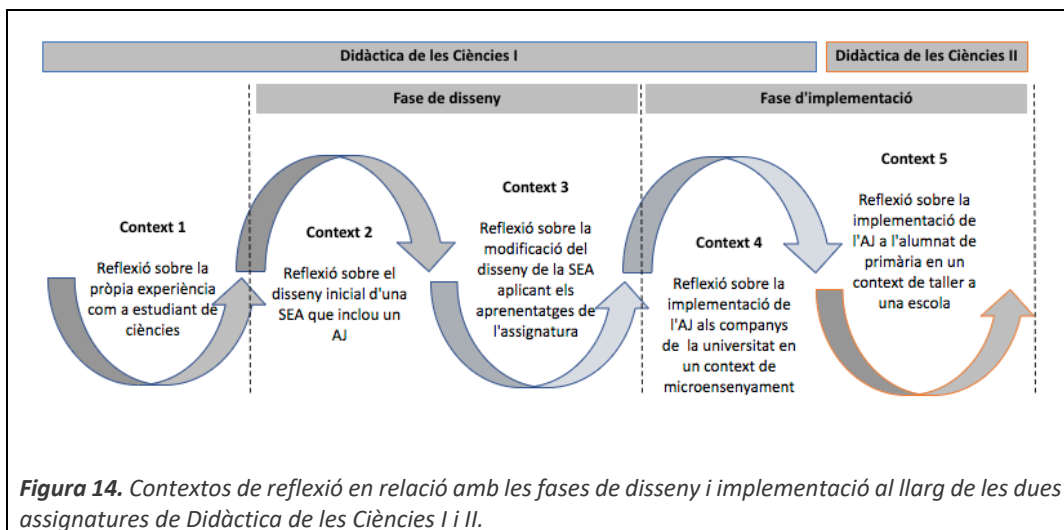 Didàctica de les Ciències I
Didàctica de les Ciències II
Fase de disseny
Fase d'implementació
Context 1
Reflexió sobre la
pròpia experiència
com a estudiant de
ciències
Context 2
Reflexió sobre el
disseny inicial d'una
SEA que inclou un
AJ
Context 3
Reflexió sobre la
modificació del
disseny de la SEA
aplicant els
aprenentatges de
l'assignatura
Context 4
Reflexió sobre la
implementació de
l'AJ als companys
de la universitat en
un context de
microensenyament
Context 5
Reflexió sobre la
implementació de
l'AJ a l'alumnat de
primària en un
context de taller a
una escola
Figura 14. Contextos de reflexió en relació amb les fases de disseny i implementació al llarg de les dues
assignatures de Didàctica de les Ciències I i II.